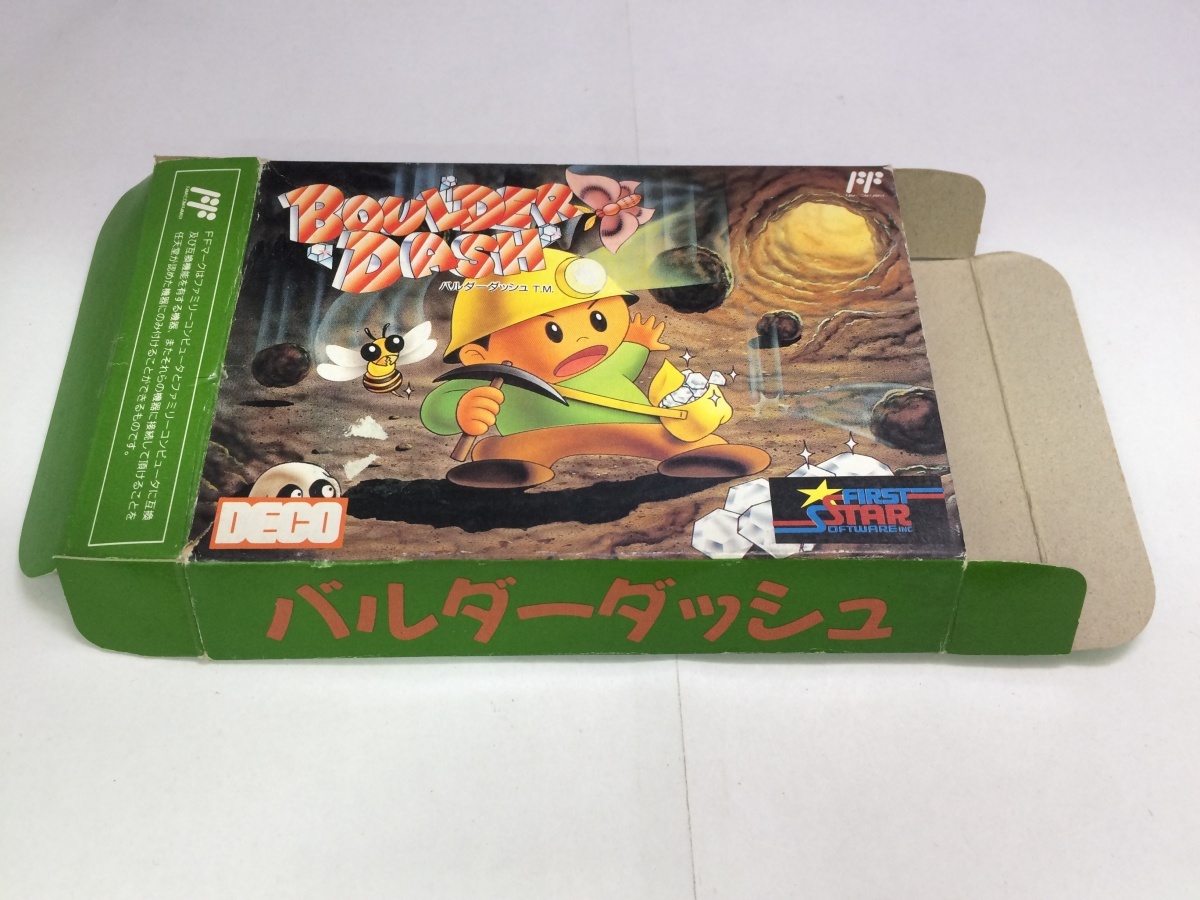 BOULDER
DASH
バルダーダッシュ T.M.
FFマークはファミリーコンピュータとファミリーコンピュータに互換
及び互換機能を有する機器、またそれらの機器に接続して頂けることを
任天堂が認めた機器にのみ付けることができるものです。
DECO
FIRST
STAR
SOFTWARE INC
バルダーダッシュ